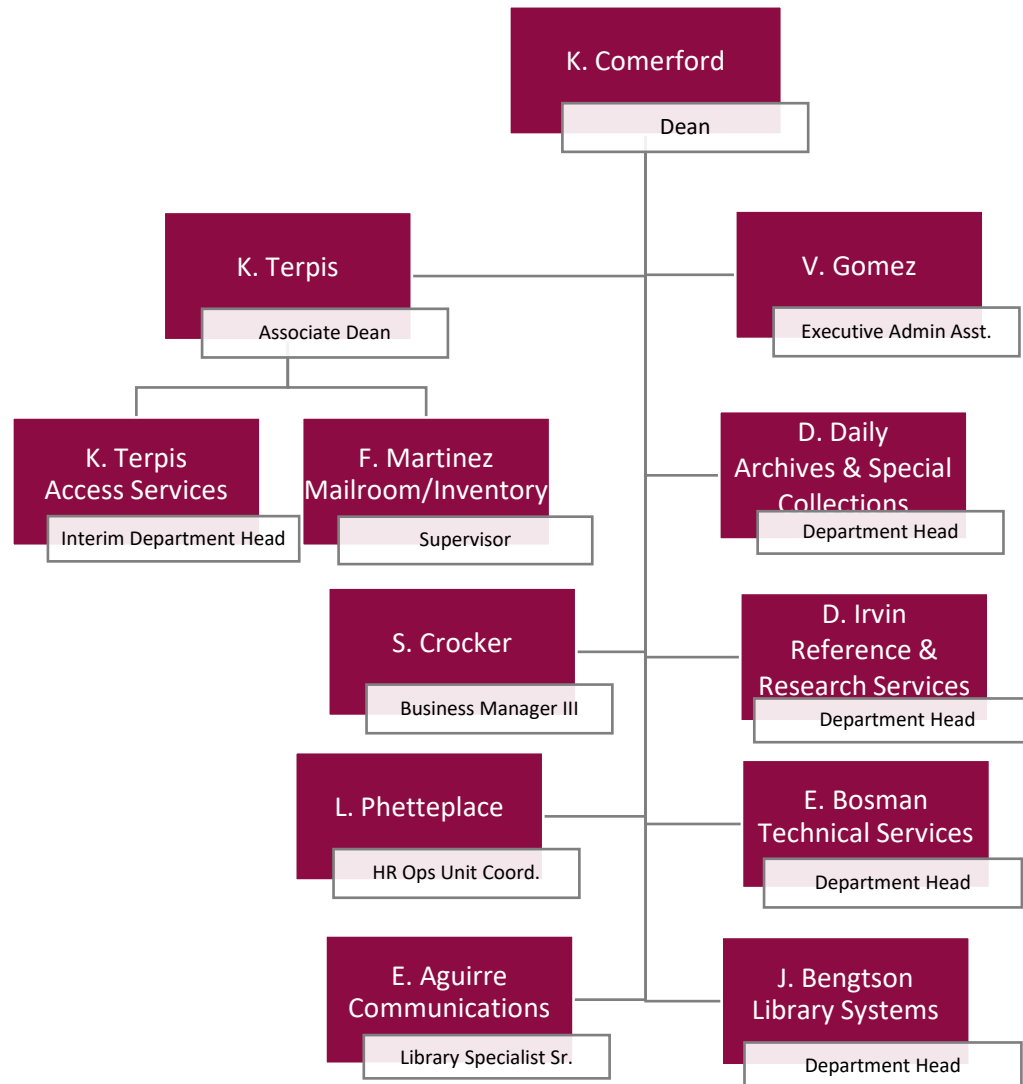 K. Comerford
Dean
K. Terpis
Associate Dean
V. Gomez
Executive Admin Asst.
K. Terpis
Access Services
Interim Department Head
F. Martinez
Mailroom/Inventory
Supervisor
D. Daily
Archives & Special
Collections
Department Head
S. Crocker
Business Manager III
D. Irvin
Reference &
Research Services
Department Head
L. Phetteplace
HR Ops Unit Coord.
E. Bosman
Technical Services
Department Head
E. Aguirre
Communications
Library Specialist Sr.
J. Bengtson
Library Systems
Department Head